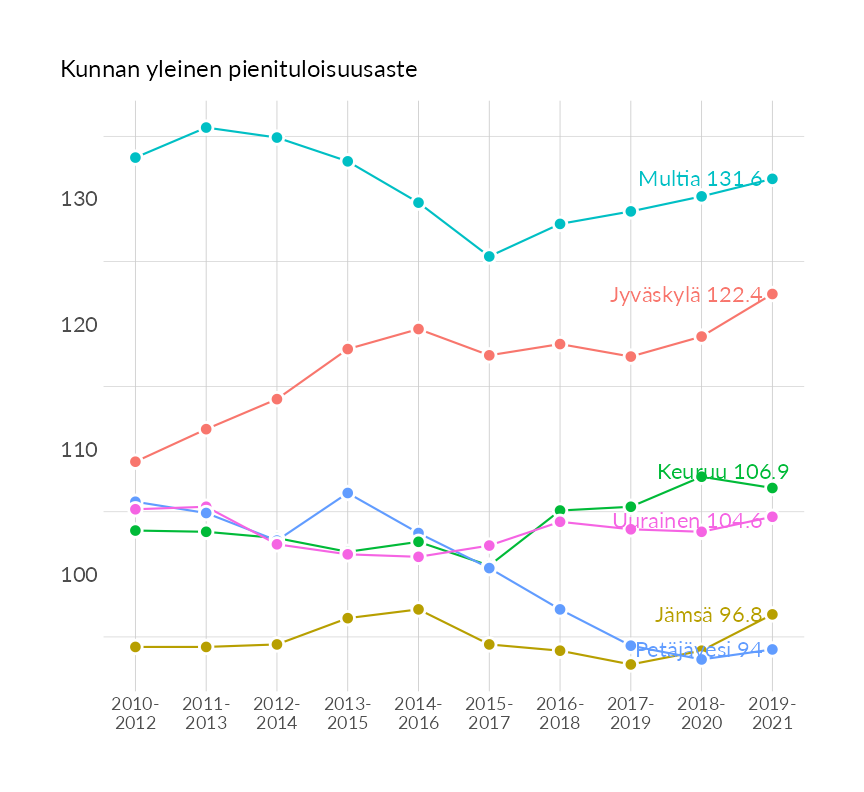 Kunnan yleinen pienituloisuusaste
130
120
110
100
Multia 131.6
Jyväskylä 122.4
Keuruu 106.9
Uurainen 104.6
Jämsä 96.8
Petäjävesi 94
2010- 2011- 2012- 2013- 2014- 2015- 2016- 2017- 2018- 2019-
2012 2013 2014 2015 2016 2017 2018 2019 2020 2021